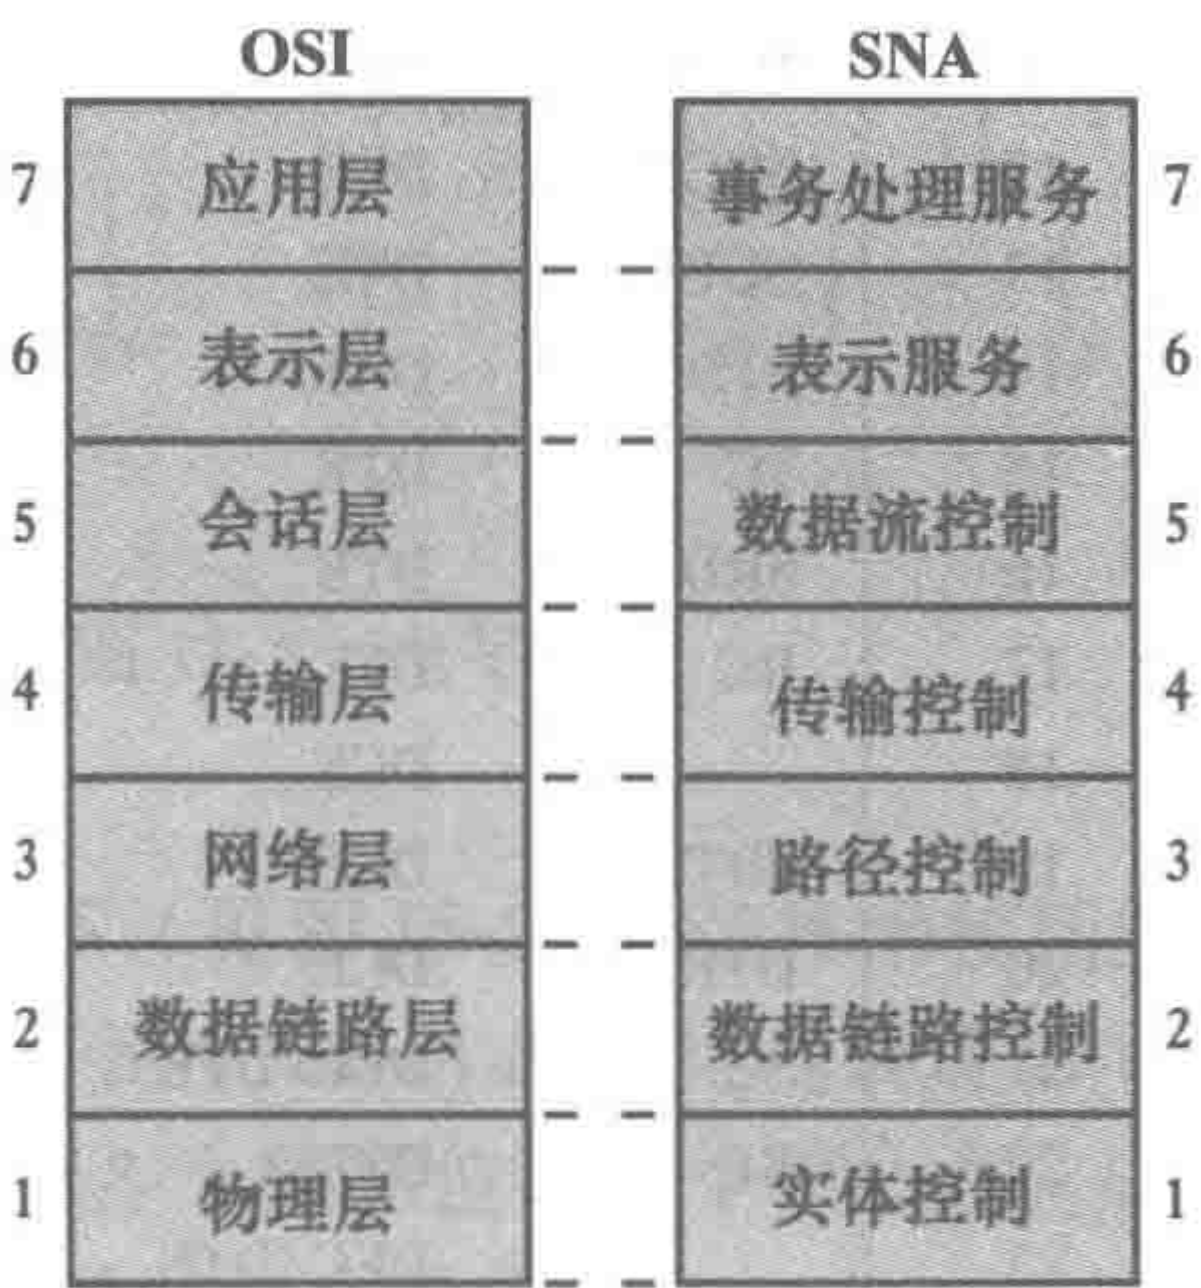 OSI SNA
7 应用层 事务处理服务 7
6 表示层 表示服务 6
5 会话层 数据流控制 5
4 传输层 传输控制 4
3 网络层 路径控制 3
2 数据链路层 数据链路控制 2
1 物理层 实体控制 1